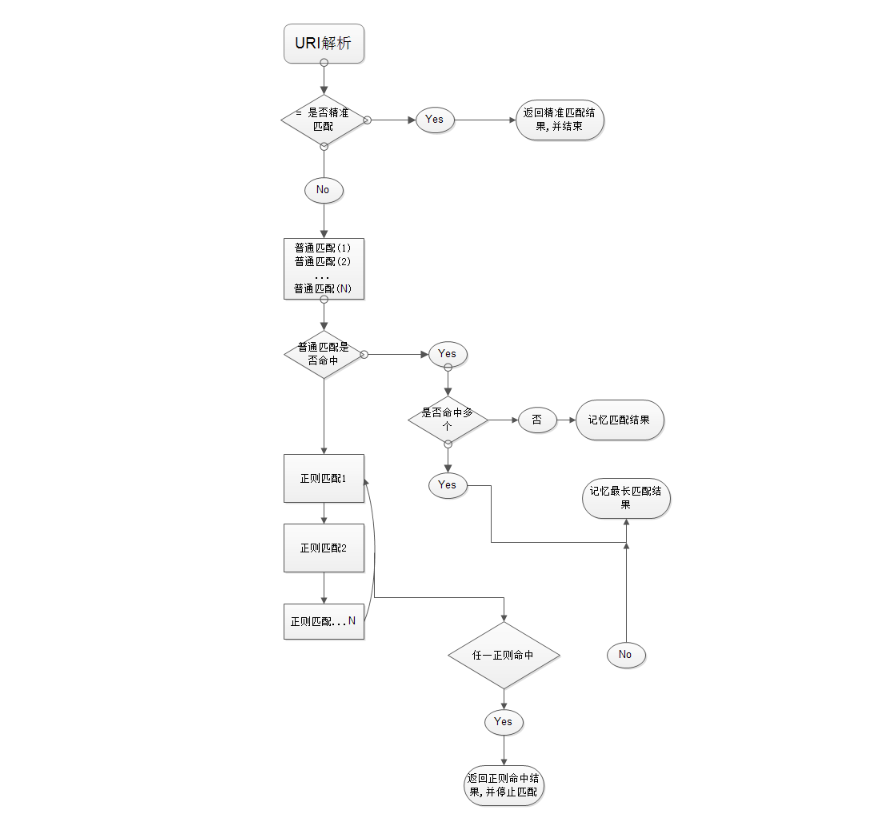 URI解析
= 是否精准
匹配
Yes
返回精准匹配结
果,并结束
No
普通匹配(1)
普通匹配(2)
...
普通匹配(N)
普通匹配是
否命中
Yes
是否命中多
个
否
记忆匹配结果
正则匹配1
Yes
记忆最长匹配结
果
正则匹配2
正则匹配...N
任一正则命中
No
Yes
返回正则命中结
果,并停止匹配